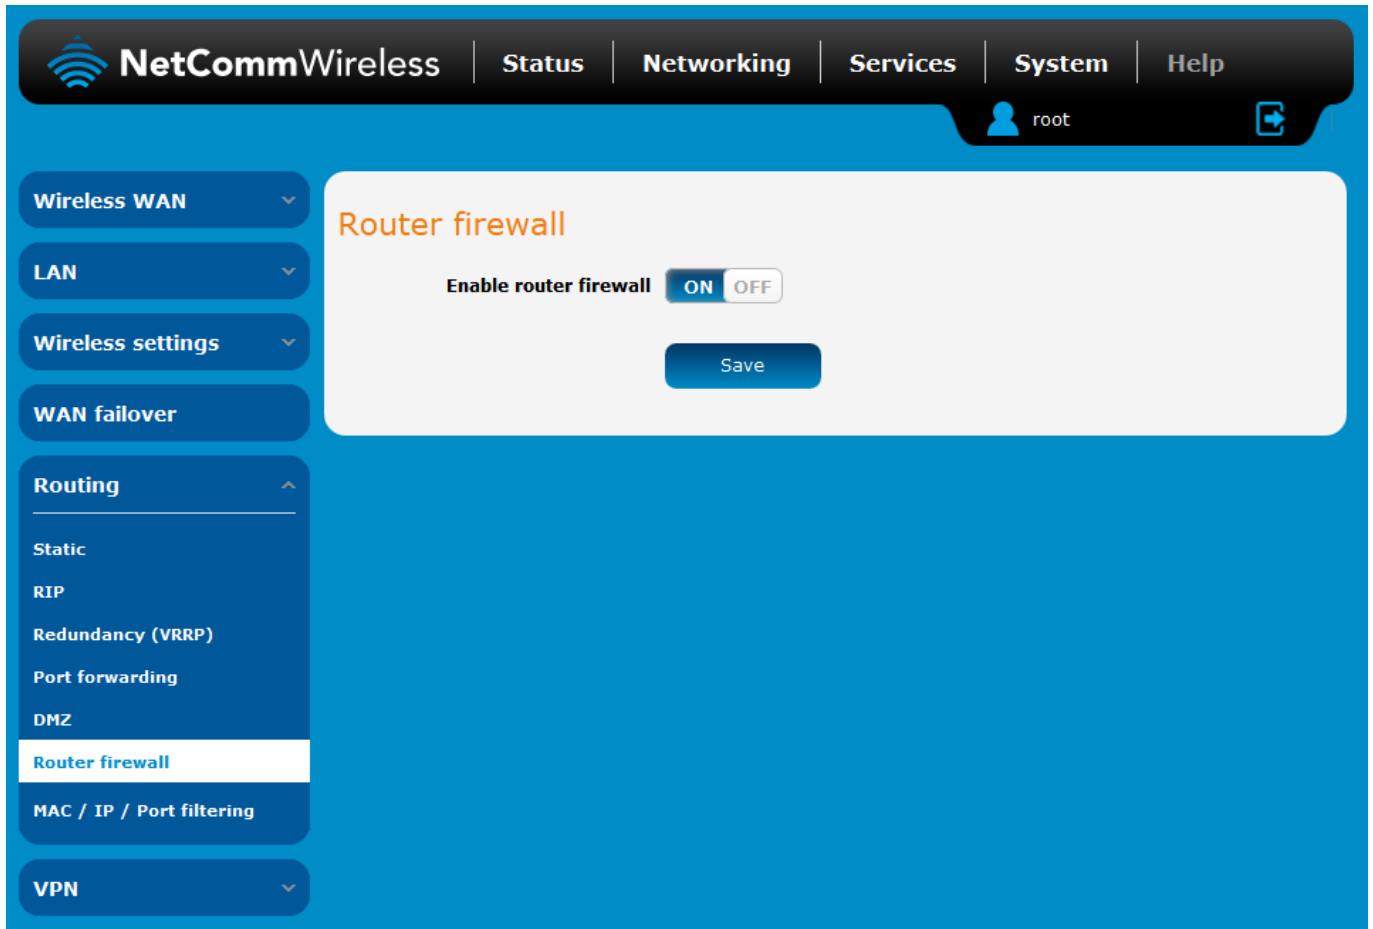 NetCommWireless Status Networking Services System Help
root
Wireless WAN
LAN
Wireless settings
WAN failover
Routing
Static
RIP
Redundancy (VRRP)
Port forwarding
DMZ
Router firewall
MAC / IP / Port filtering
VPN
Router firewall
Enable router firewall ON OFF
Save